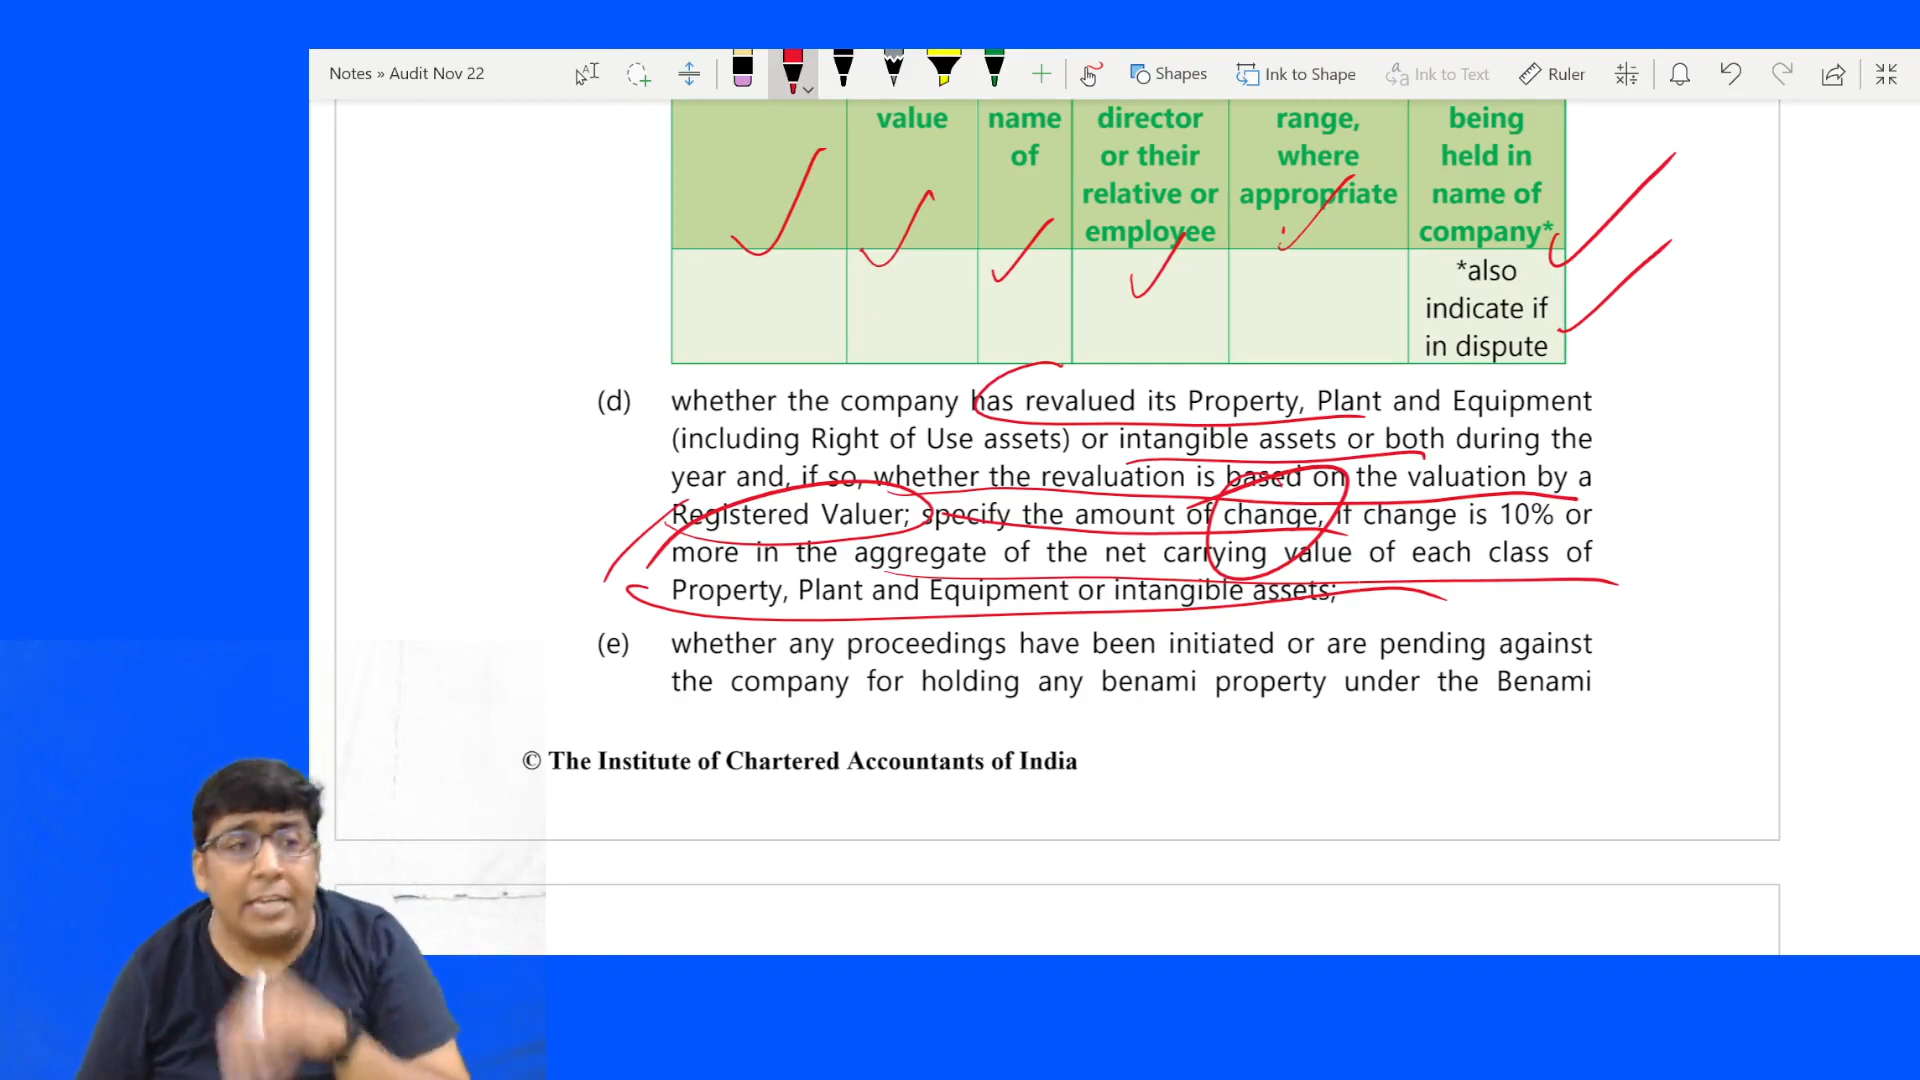 Notes » Audit Nov 22
Shapes
Ink to Shape
Ink to Text
Ruler
value
name of
director or their relative or employee
range, where appropriate
being held in name of company*
*also indicate if in dispute
(d) whether the company has revalued its Property, Plant and Equipment
(including Right of Use assets) or intangible assets or both during the
year and, if so, whether the revaluation is based on the valuation by a
Registered Valuer; specify the amount of change, if change is 10% or
more in the aggregate of the net carrying value of each class of
Property, Plant and Equipment or intangible assets;
(e) whether any proceedings have been initiated or are pending against
the company for holding any benami property under the Benami
© The Institute of Chartered Accountants of India